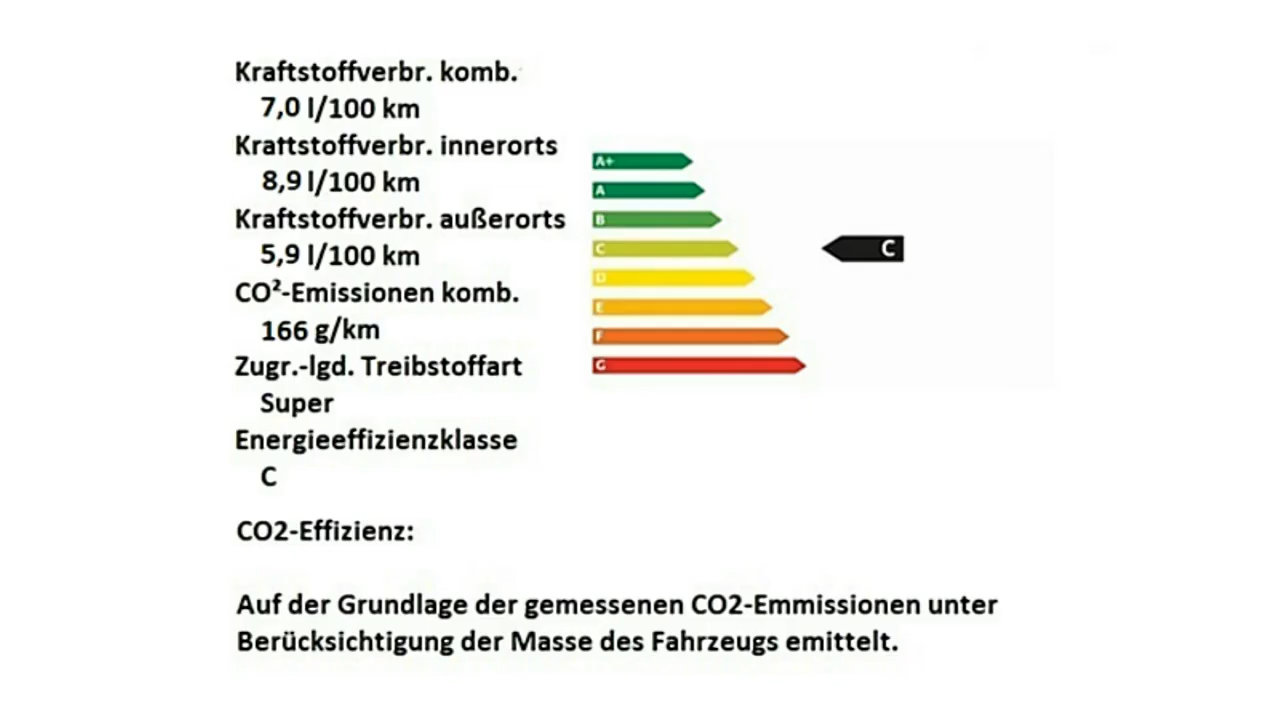 Kraftstoffverbr. komb.
7,0 l/100 km
Krattstoffverbr. innerorts
8,9 l/100 km
Kraftstoffverbr. außerorts
5,9 l/100 km
CO²-Emissionen komb.
166 g/km
Zugr.-lgd. Treibstoffart
Super
Energieeffizienzklasse
C
A+
A
B
C
D
E
F
G
C
CO2-Effizienz:
Auf der Grundlage der gemessenen CO2-Emmissionen unter
Berücksichtigung der Masse des Fahrzeugs emittelt.